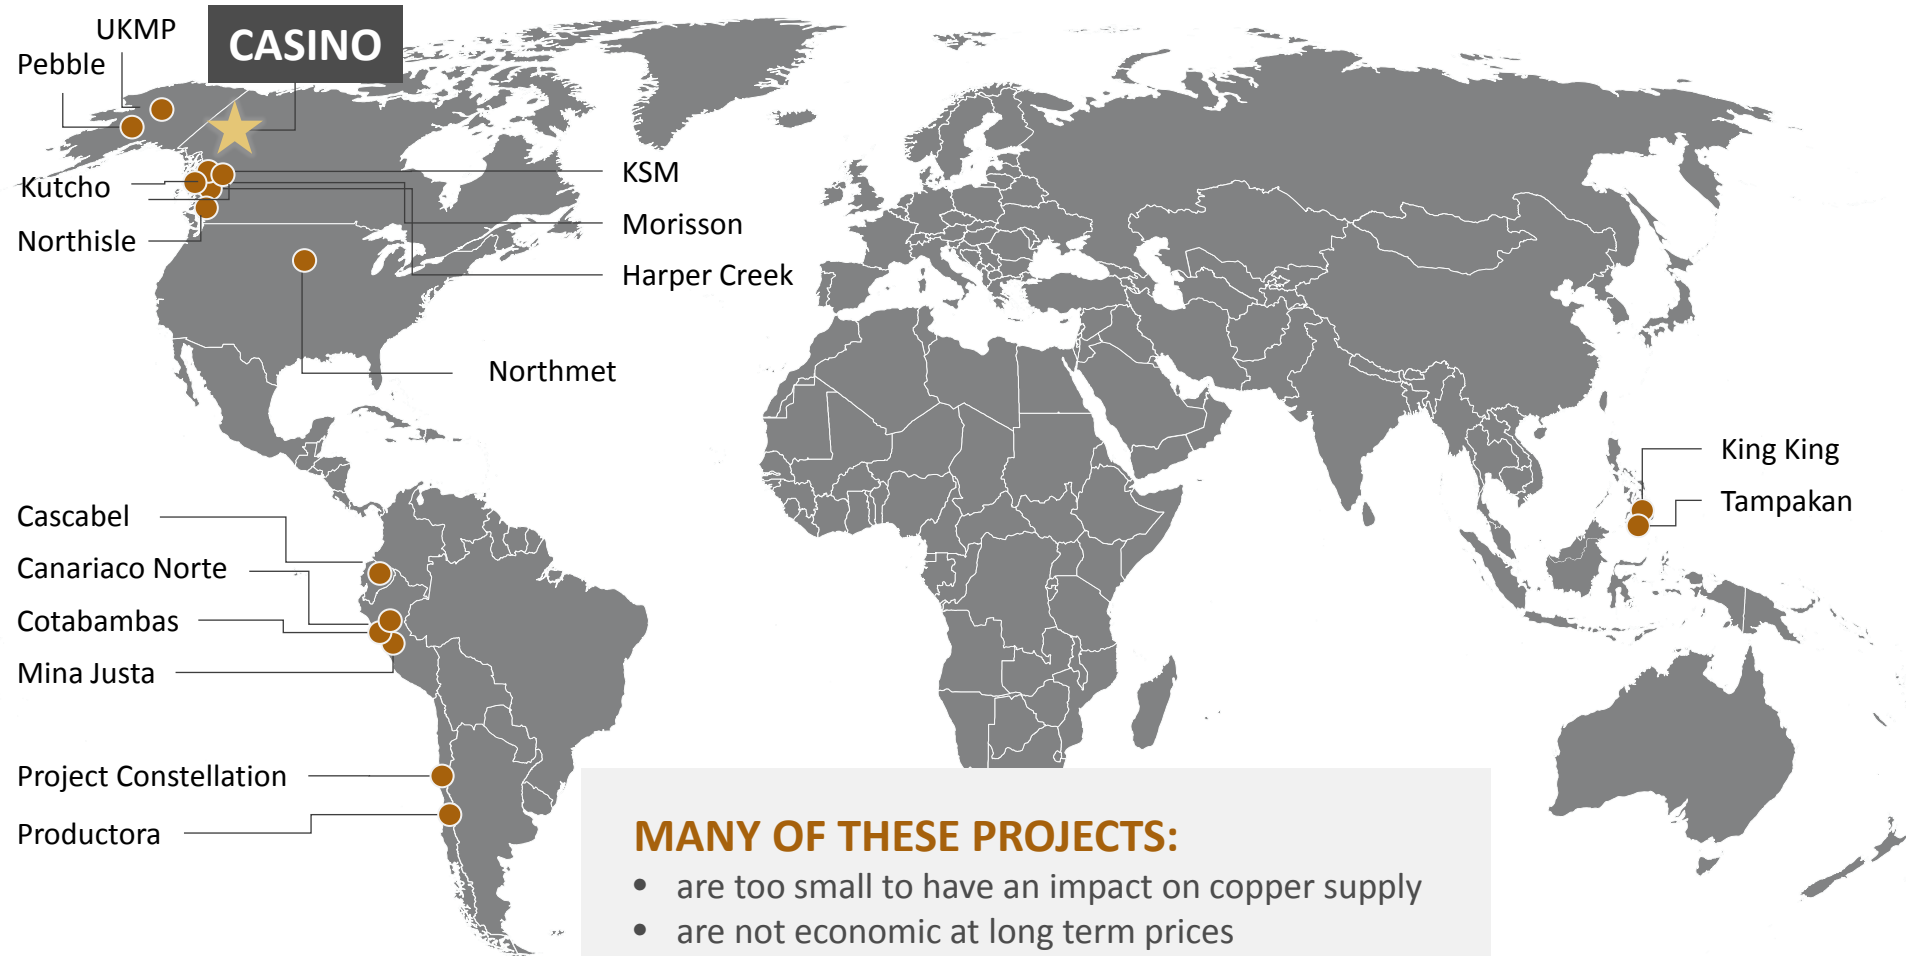 UKMP
CASINO
Pebble
KSM
Kutcho
Morisson
Northisle
Harper Creek
Northmet
King King
Tampakan
Cascabel
Canariaco Norte
Cotabambas
Mina Justa
Project Constellation
Productora
MANY OF THESE PROJECTS:
• are too small to have an impact on copper supply
• are not economic at long term prices